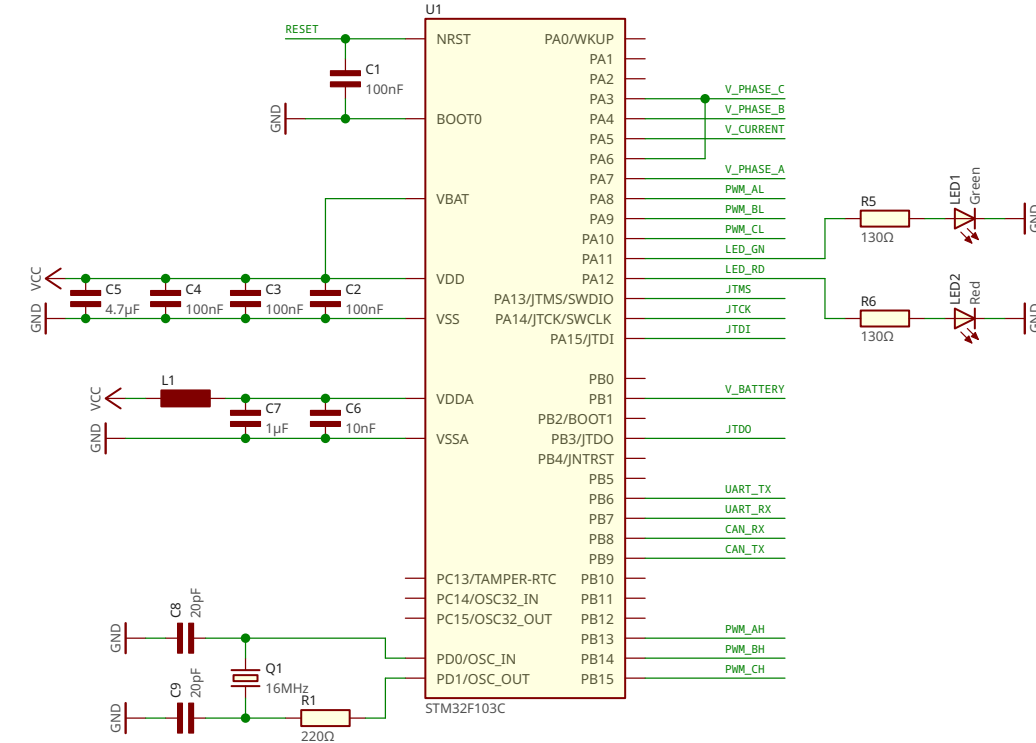 U1
RESET
NRST
PA0/WKUP
PA1
C1
100nF
PA2
PA3
V_PHASE_C
GND
BOOT0
PA4
V_PHASE_B
PA5
V_CURRENT
PA6
PA7
V_PHASE_A
VBAT
PA8
PWM_AL
PA9
PWM_BL
PA10
PWM_CL
PA11
LED_GN
R5
130Ω
LED1
Green
GND
VCC
VDD
PA12
LED_RD
C5
4.7µF
C4
100nF
C3
100nF
C2
100nF
PA13/JTMS/SWDIO
JTMS
GND
VSS
PA14/JTCK/SWCLK
JTCK
PA15/JTDI
JTDI
R6
130Ω
LED2
Red
GND
L1
PB0
VCC
VDDA
PB1
V_BATTERY
C7
1µF
C6
10nF
PB2/BOOT1
GND
VSSA
PB3/JTDO
JTDO
PB4/JNTRST
PB5
PB6
UART_TX
PB7
UART_RX
PB8
CAN_RX
PB9
CAN_TX
PC13/TAMPER-RTC
PB10
PC14/OSC32_IN
PB11
PC15/OSC32_OUT
PB12
C8
20pF
GND
PB13
PWM_AH
PD0/OSC_IN
PB14
PWM_BH
Q1
16MHz
PD1/OSC_OUT
PB15
PWM_CH
C9
20pF
GND
R1
220Ω
STM32F103C